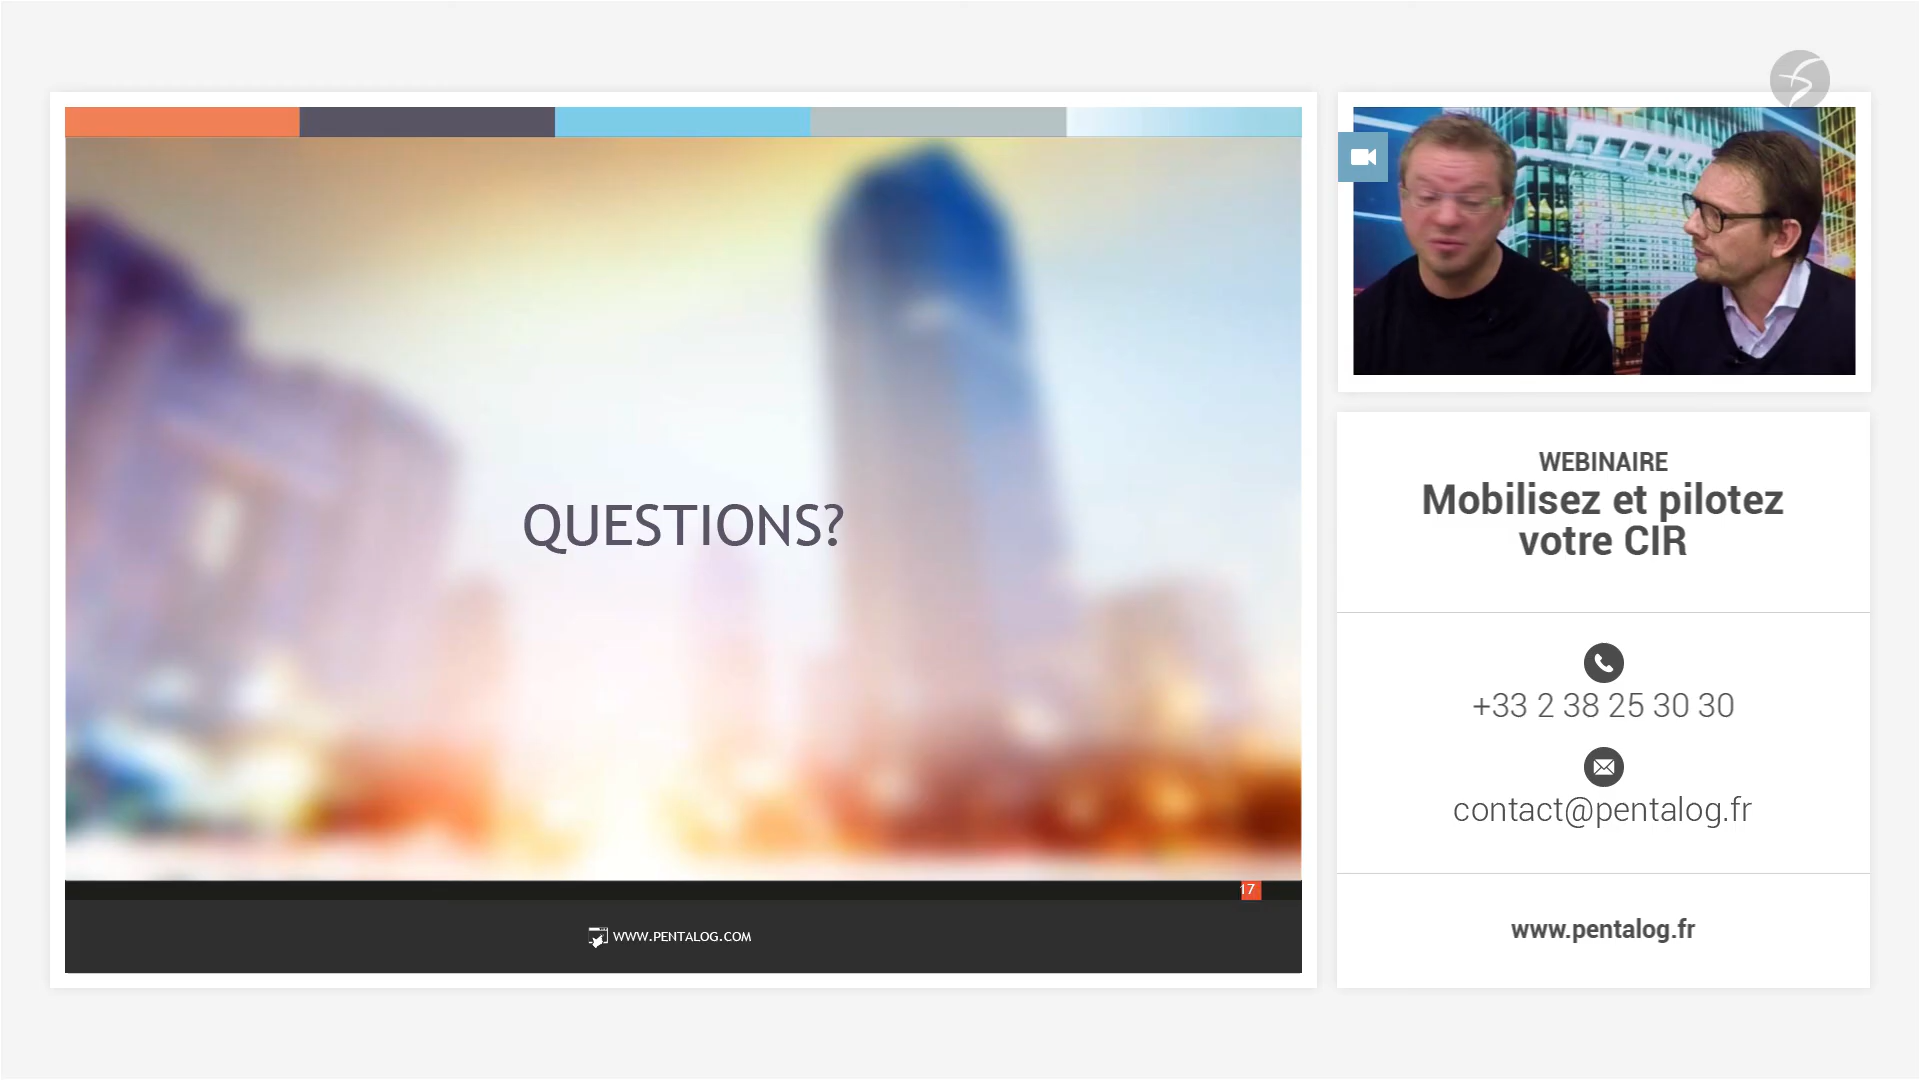 QUESTIONS?
17
WWW.PENTALOG.COM
WEBINAIRE
Mobilisez et pilotez
votre CIR
+33 2 38 25 30 30
contact@pentalog.fr
www.pentalog.fr